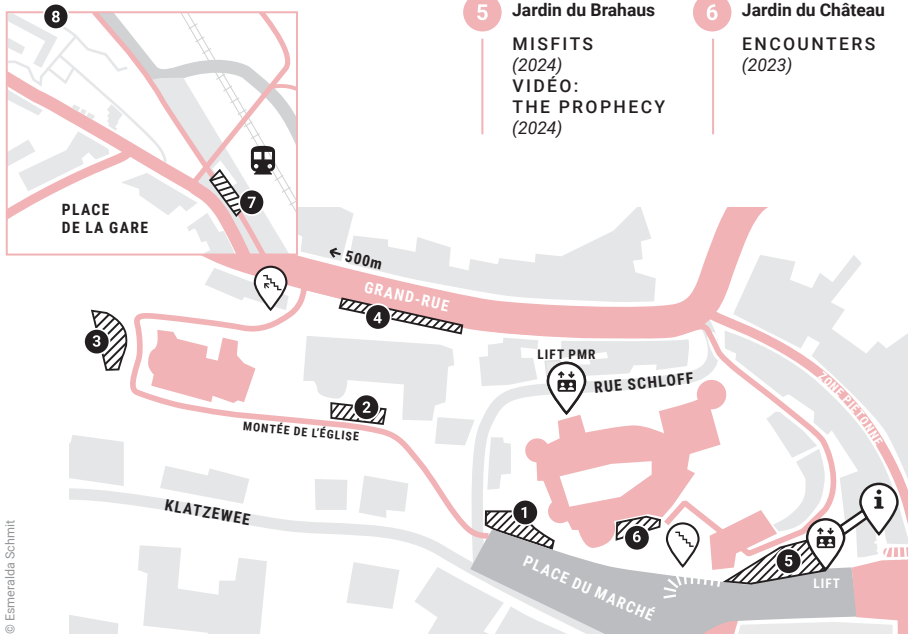 8
5
Jardin du Brahaus
MISFITS
(2024)
VIDÉO:
THE PROPHECY
(2024)
6
Jardin du Château
ENCOUNTERS
(2023)
7
PLACE
DE LA GARE
← 500m
GRAND-RUE
4
3
LIFT PMR
RUE SCHLOFF
ZONE PIÉTONNE
2
MONTÉE DE L'ÉGLISE
KLATZEWEE
1
6
i
5
PLACE DU MARCHÉ
LIFT
© Esmeralda Schmit